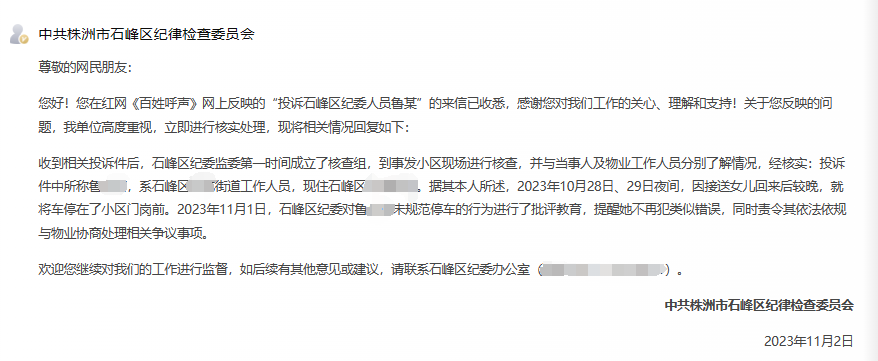 中共株洲市石峰区纪律检查委员会
尊敬的网民朋友：
您好！您在红网《百姓呼声》网上反映的“投诉石峰区纪委人员鲁某”的来信已收悉，感谢您对我们工作的关心、理解和支持！关于您反映的问
题，我单位高度重视，立即进行核实处理，现将相关情况回复如下：
收到相关投诉件后，石峰区纪委监委第一时间成立了核查组，到事发小区现场进行核查，并与当事人及物业工作人员分别了解情况，经核实：投诉
件中所称鲁，系石峰区街道工作人员，现住石峰区。据其本人所述，2023年10月28日、29日夜间，因接送女儿回来后较晚，就
将车停在了小区门岗前。2023年11月1日，石峰区纪委对鲁未规范停车的行为进行了批评教育，提醒她不再犯类似错误，同时责令其依法依规
与物业协商处理相关争议事项。
欢迎您继续对我们的工作进行监督，如后续有其他意见或建议，请联系石峰区纪委办公室（）。
中共株洲市石峰区纪律检查委员会
2023年11月2日